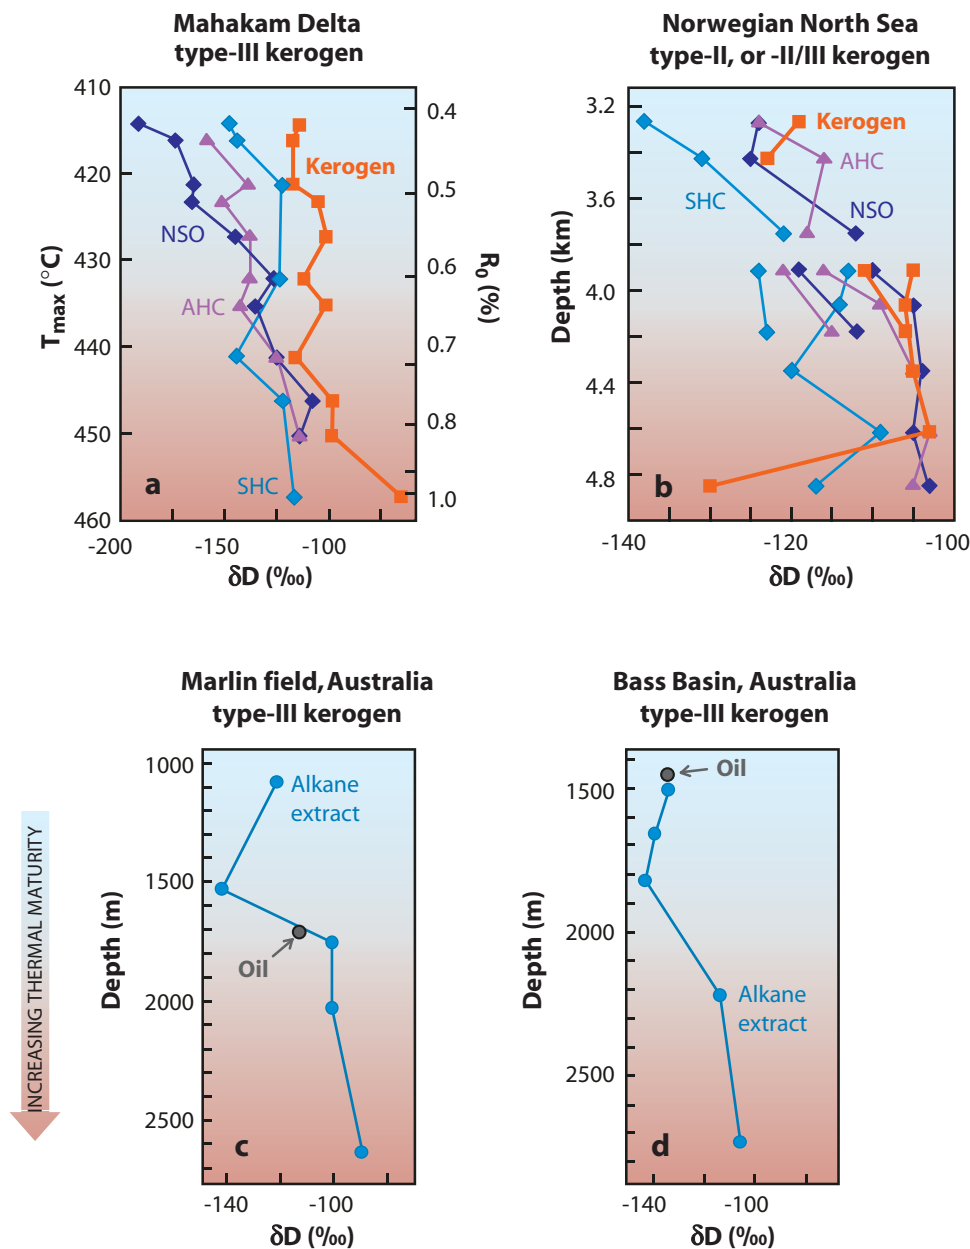 Mahakam Delta
type-III kerogen
410
420
430
440
450
460
T max (°C)
0.4
0.5
0.6
0.7
0.8
1.0
R0 (%)
Kerogen
NSO
AHC
SHC
a
-200
-150
-100
δD (‰)
Norwegian North Sea
type-II, or -II/III kerogen
3.2
3.6
4.0
4.4
4.8
Depth (km)
Kerogen
AHC
SHC
NSO
b
-140
-120
-100
δD (‰)
INCREASING THERMAL MATURITY
Marlin field, Australia
type-III kerogen
1000
1500
2000
2500
Depth (m)
Alkane
extract
Oil
c
-140
-100
δD (‰)
Bass Basin, Australia
type-III kerogen
1500
2000
2500
Depth (m)
Oil
Alkane
extract
d
-140
-100
δD (‰)